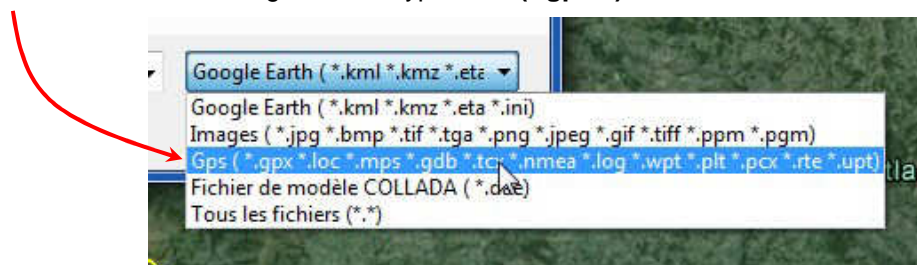 Google Earth ( *.kml *.kmz *.eta
Google Earth ( *.kml *.kmz *.eta *.ini)
Images ( *.jpg *.bmp *.tif *.tga *.png *.jpeg *.gif *.tiff *.ppm *.pgm)
Gps ( *.gpx *.loc *.mps *.gdb *.tcx *.nmea *.log *.wpt *.plt *.pcx *.rte *.upt)
Fichier de modèle COLLADA ( *.dae)
Tous les fichiers (*.*)